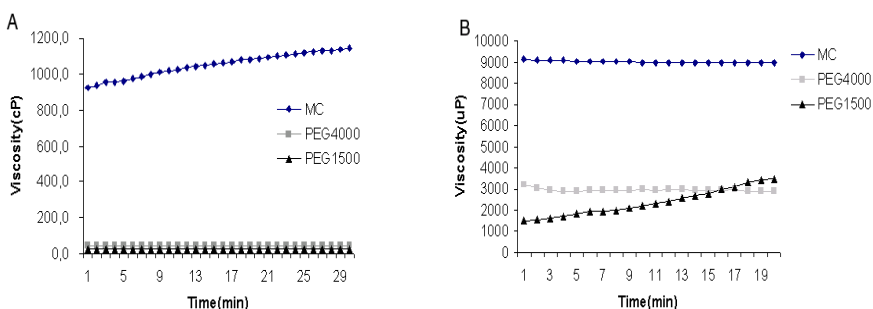 A
Viscosity(cP)
1200,0
1000,0
800,0
600,0
400,0
200,0
0,0
1 5 9 13 17 21 25 29
Time(min)
MC
PEG4000
PEG1500
B
Viscosity(uP)
10000
9000
8000
7000
6000
5000
4000
3000
2000
1000
0
1 3 5 7 9 11 13 15 17 19
Time(min)
MC
PEG4000
PEG1500